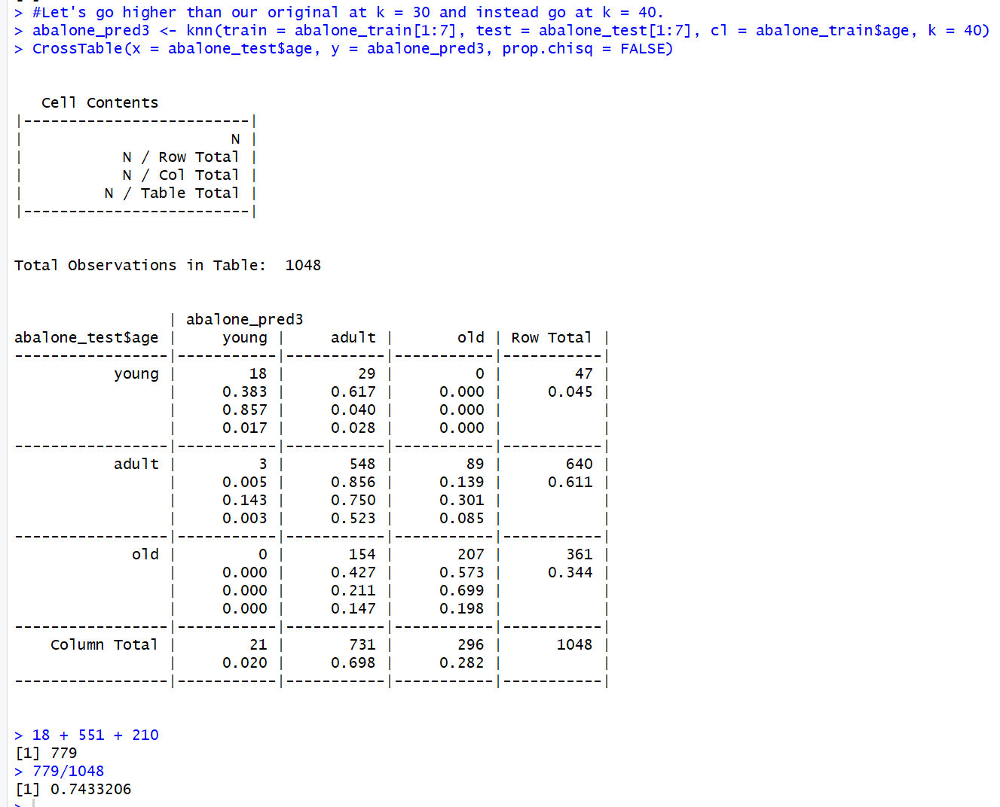 > #Let's go higher than our original at k = 30 and instead go at k = 40.
> abalone_pred3 <- knn(train = abalone_train[1:7], test = abalone_test[1:7], cl = abalone_train$age, k = 40)
> CrossTable(x = abalone_test$age, y = abalone_pred3, prop.chisq = FALSE)
   Cell Contents
|-------------------------|
|                       N |
|           N / Row Total |
|           N / Col Total |
|         N / Table Total |
|-------------------------|
Total Observations in Table:  1048
                 | abalone_pred3
abalone_test$age |     young |     adult |       old | Row Total |
-----------------|-----------|-----------|-----------|-----------|
           young |        18 |        29 |         0 |        47 |
                 |     0.383 |     0.617 |     0.000 |     0.045 |
                 |     0.857 |     0.040 |     0.000 |           |
                 |     0.017 |     0.028 |     0.000 |           |
-----------------|-----------|-----------|-----------|-----------|
           adult |         3 |       548 |        89 |       640 |
                 |     0.005 |     0.856 |     0.139 |     0.611 |
                 |     0.143 |     0.750 |     0.301 |           |
                 |     0.003 |     0.523 |     0.085 |           |
-----------------|-----------|-----------|-----------|-----------|
             old |         0 |       154 |       207 |       361 |
                 |     0.000 |     0.427 |     0.573 |     0.344 |
                 |     0.000 |     0.211 |     0.699 |           |
                 |     0.000 |     0.147 |     0.198 |           |
-----------------|-----------|-----------|-----------|-----------|
    Column Total |        21 |       731 |       296 |      1048 |
                 |     0.020 |     0.698 |     0.282 |           |
-----------------|-----------|-----------|-----------|-----------|
> 18 + 551 + 210
[1] 779
> 779/1048
[1] 0.7433206
>